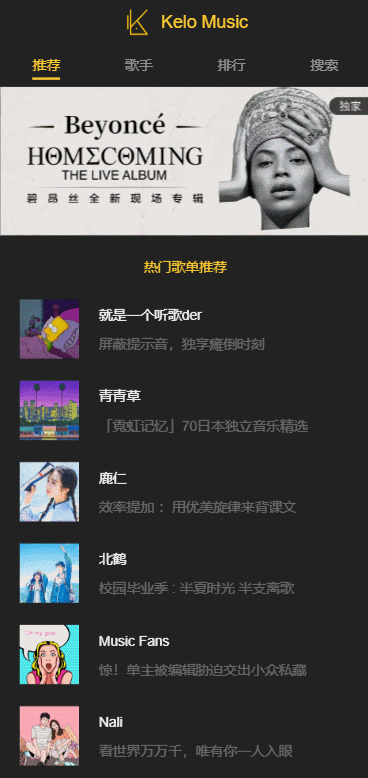 Kelo Music
推荐 歌手 排行 搜索
独家
Beyoncé
HOMΣCOMING
THE LIVE ALBUM
碧昂丝全新现场专辑
热门歌单推荐
就是一个听歌der
屏蔽提示音，独享瘫倒时刻
青青草
「霓虹记忆」70日本独立音乐精选
鹿仁
效率提加： 用优美旋律来背课文
北鹤
校园毕业季 : 半夏时光 半支离歌
Oh my god
Music Fans
惊！单主被编辑胁迫交出小众私藏
Nali
看世界万万千，唯有你一人入眼